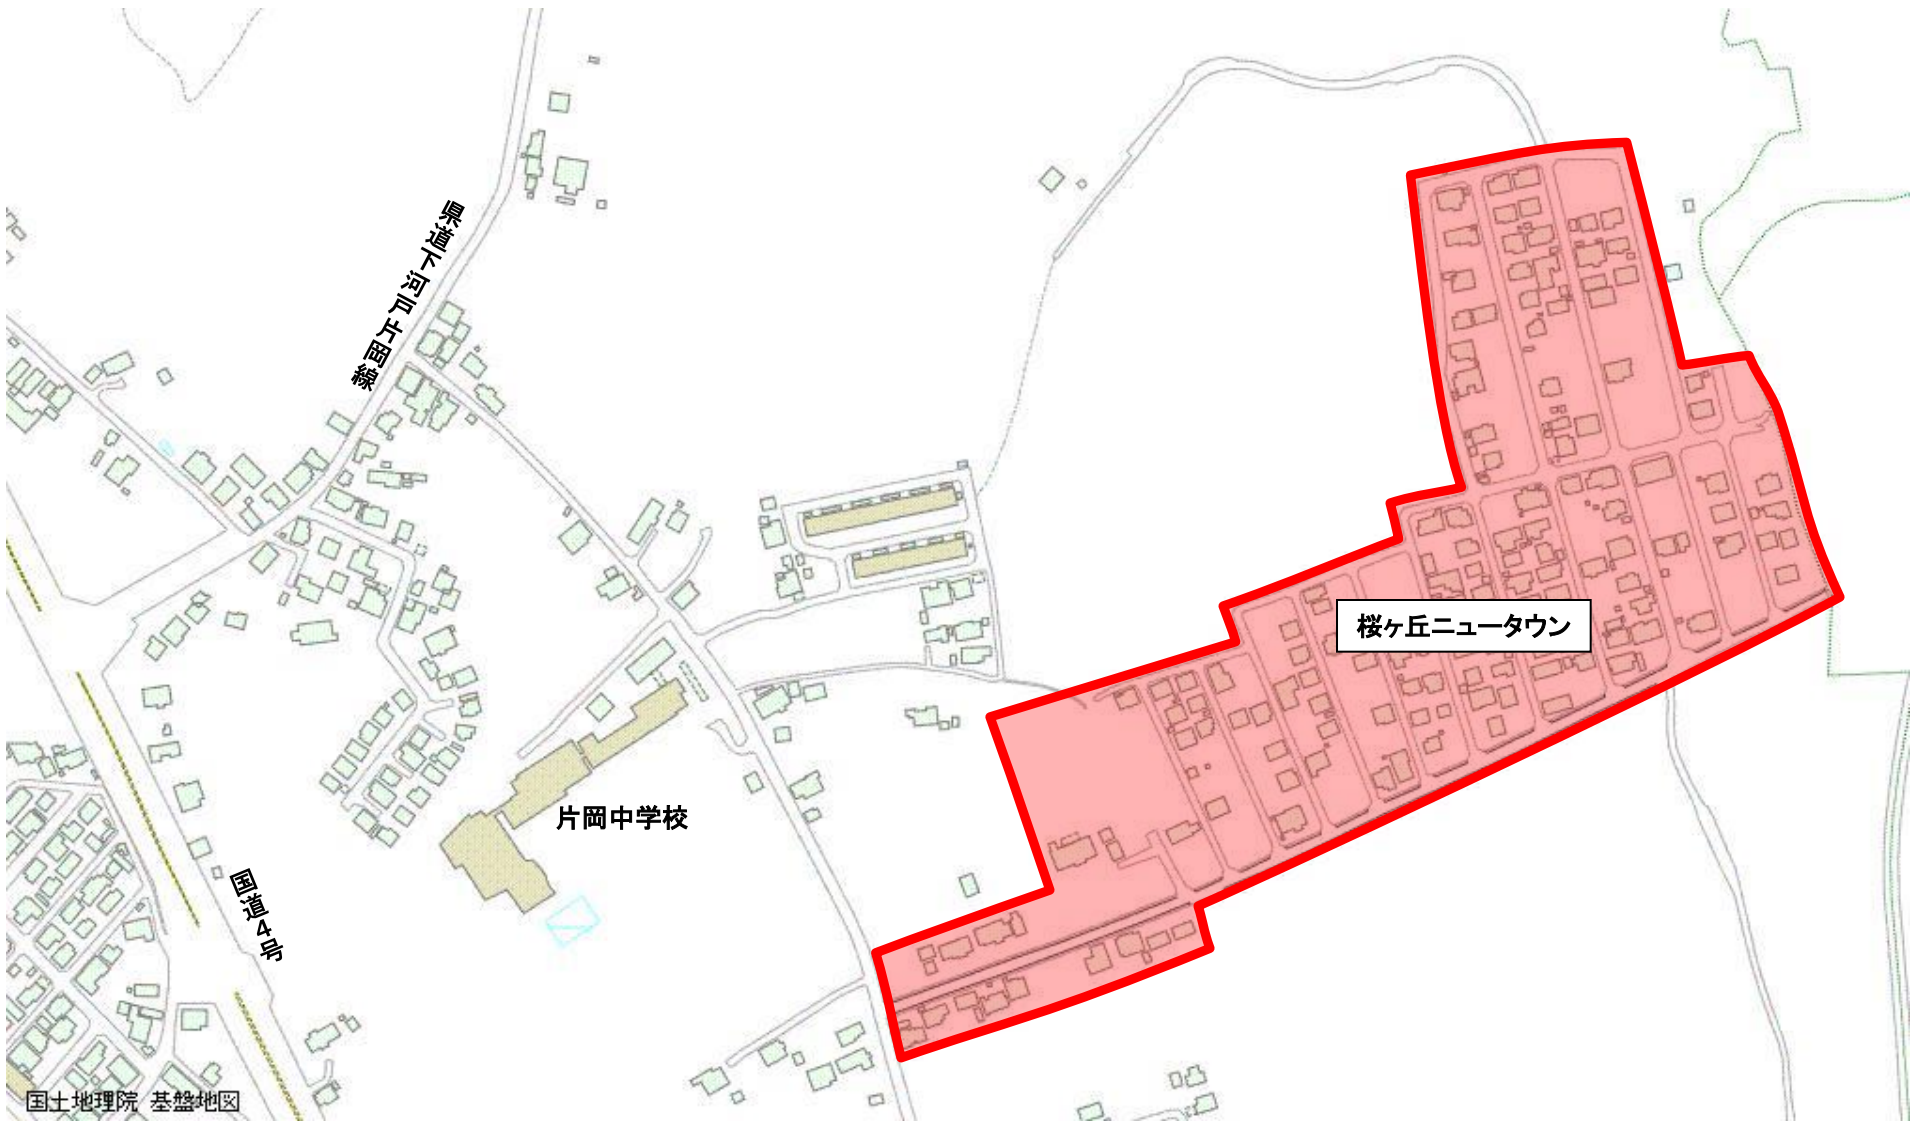 県道下河戸片岡線
桜ヶ丘ニュータウン
片岡中学校
国道4号
国土地理院 基盤地図